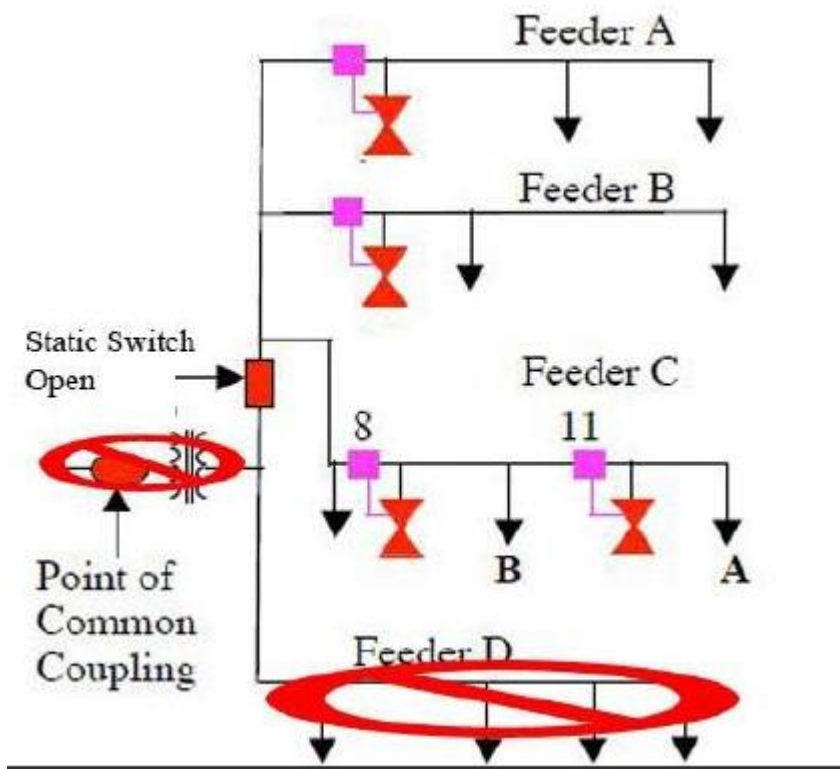 Feeder A
Feeder B
Static Switch
Open
Feeder C
8
11
B
A
Point of
Common
Coupling
Feeder D